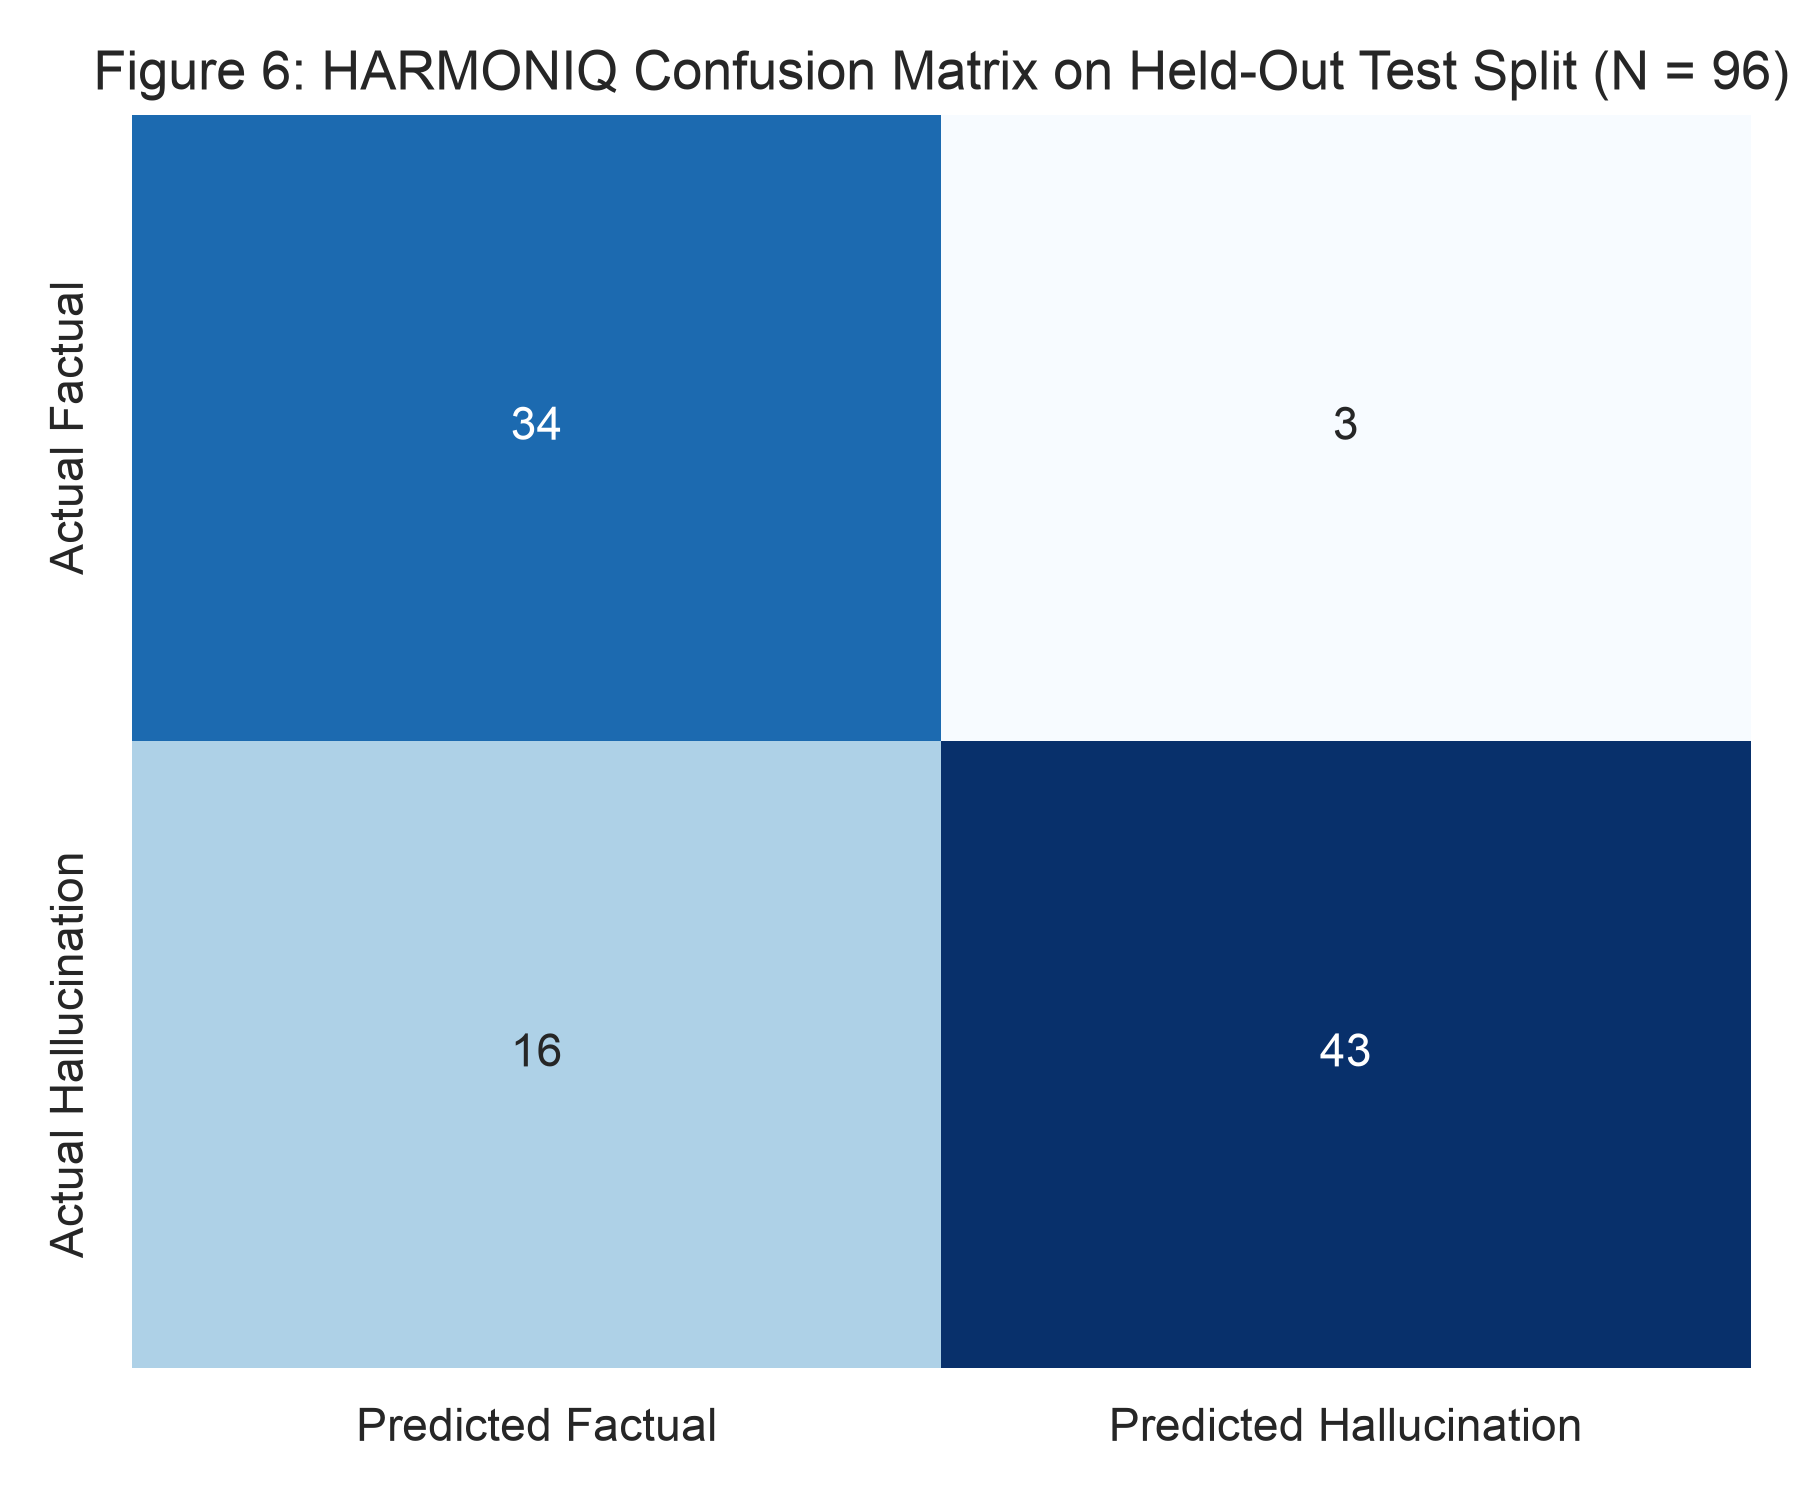 Figure 6: HARMONIQ Confusion Matrix on Held-Out Test Split (N = 96)
Actual Factual
34
3
Actual Hallucination
16
43
Predicted Factual
Predicted Hallucination